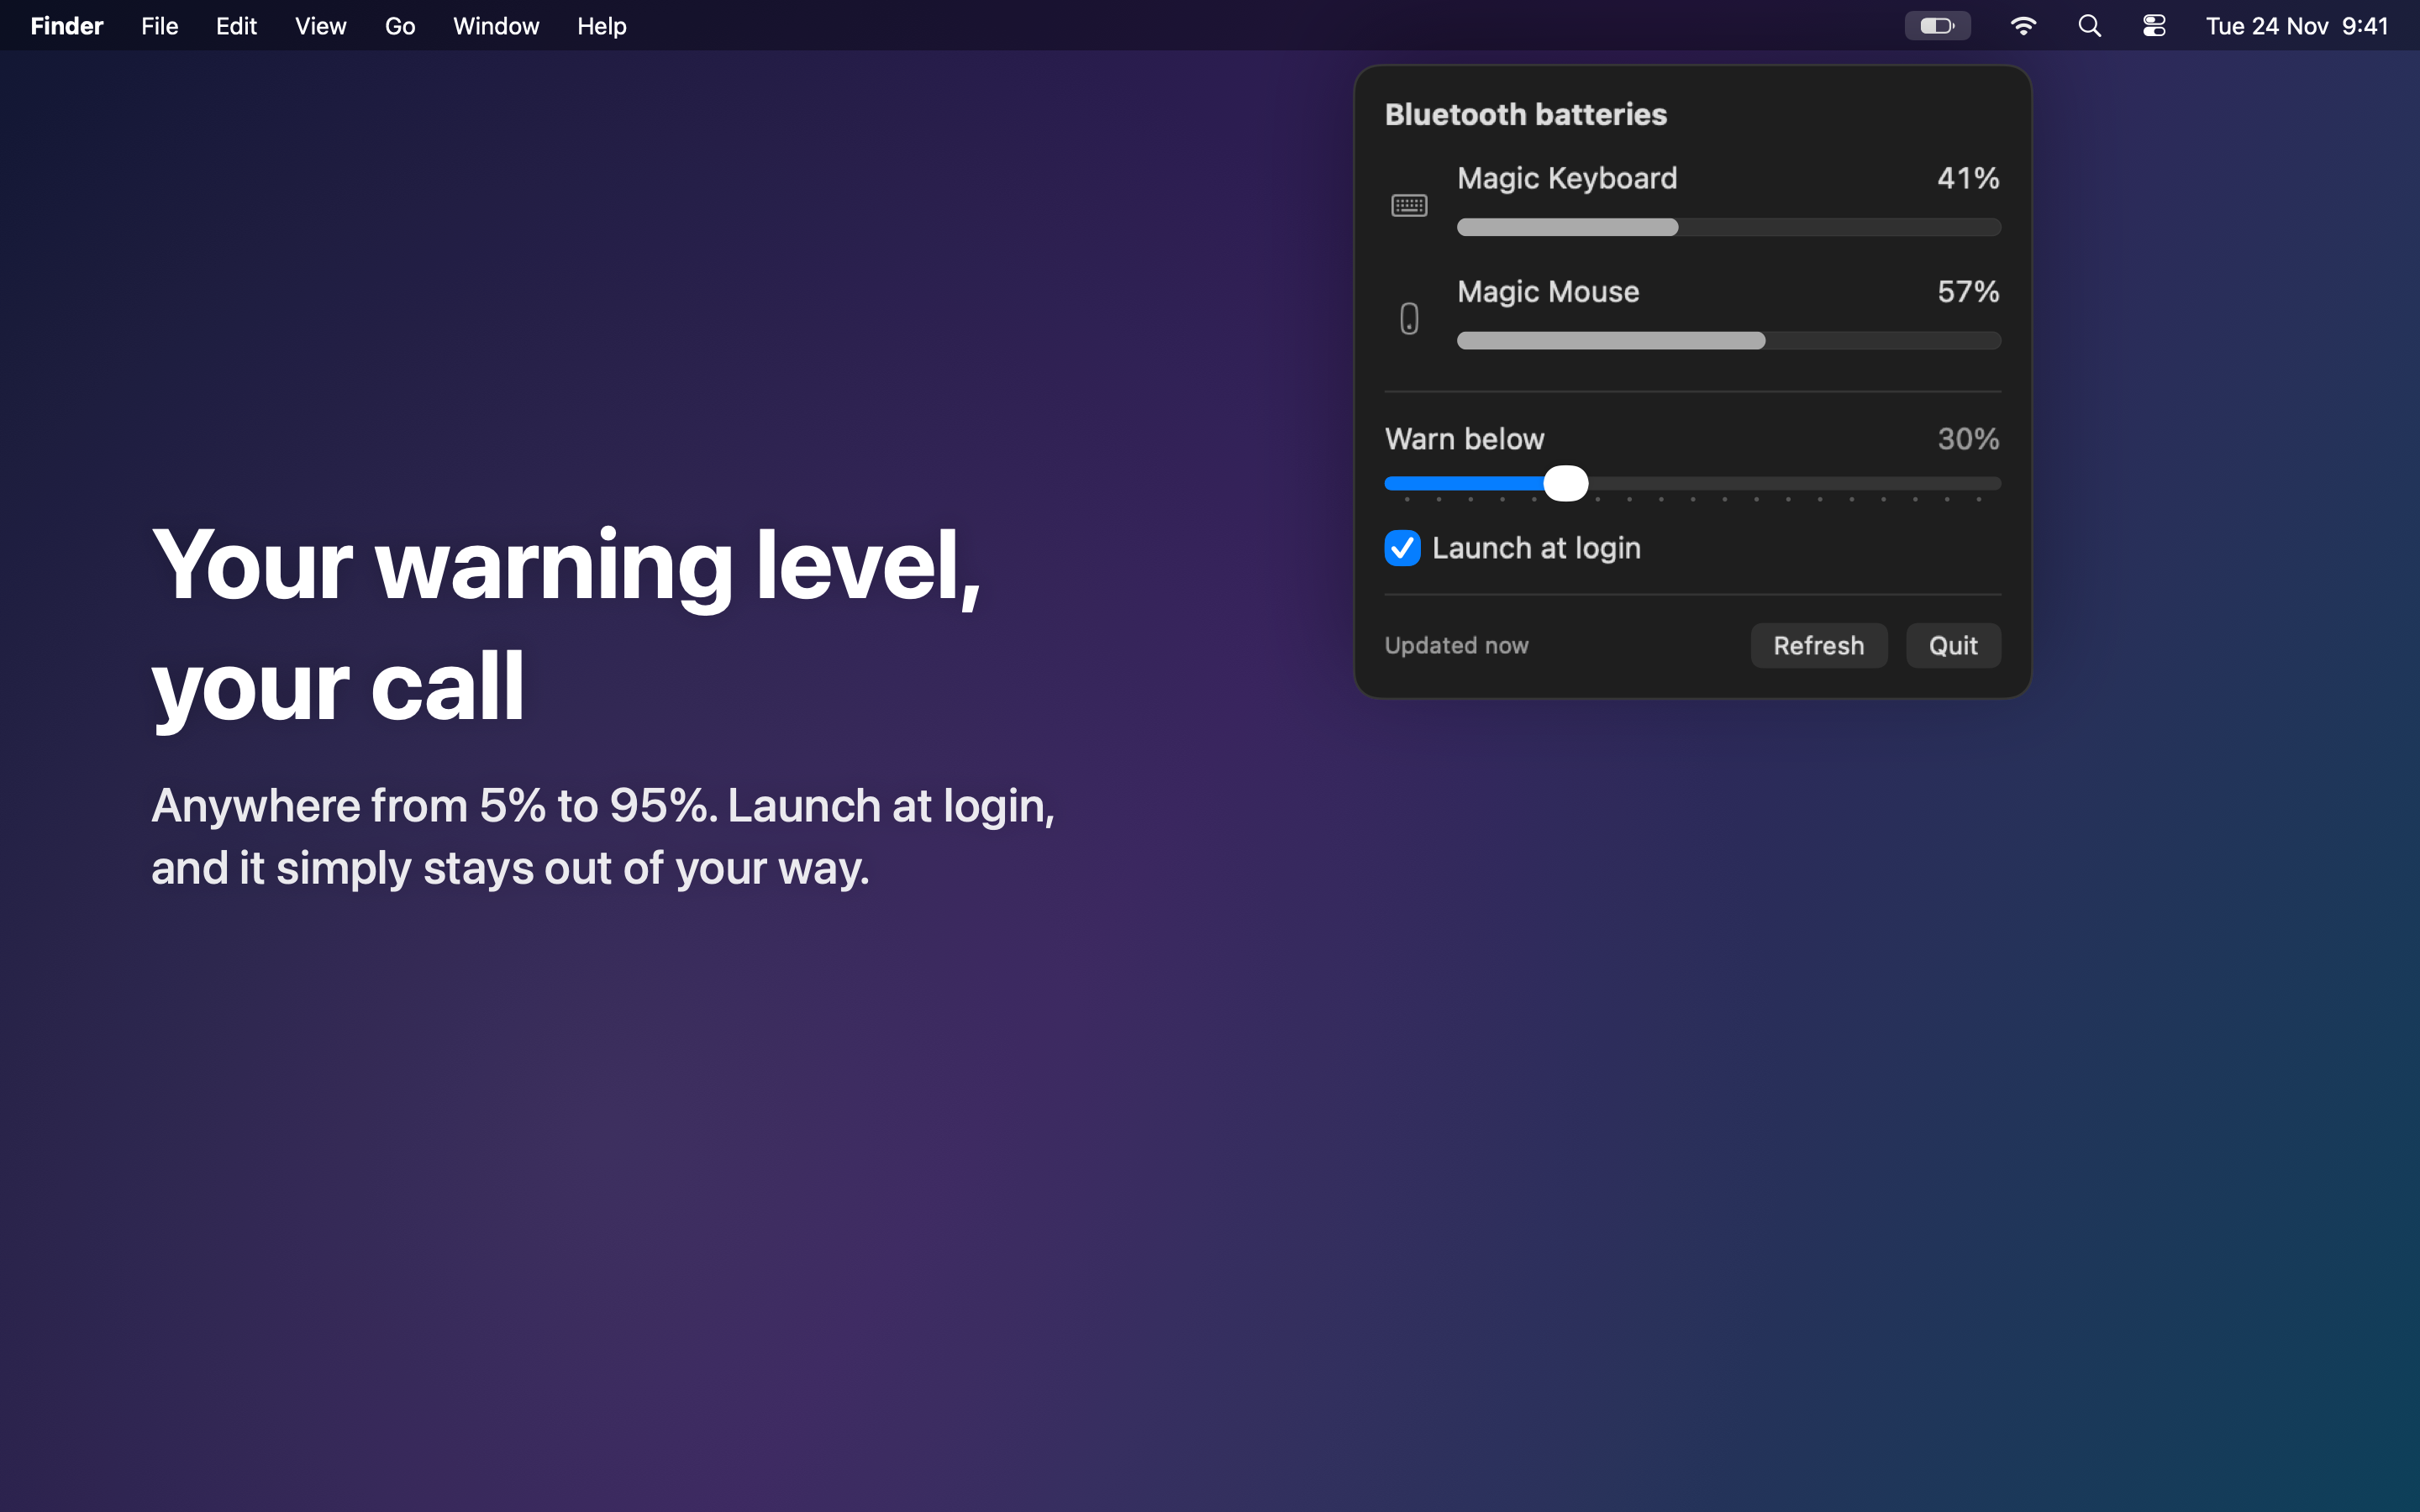 Finder File Edit View Go Window Help Tue 24 Nov 9:41
Bluetooth batteries
Magic Keyboard 41%
Magic Mouse 57%
Warn below 30%
Launch at login
Updated now Refresh Quit
Your warning level,
your call
Anywhere from 5% to 95%. Launch at login,
and it simply stays out of your way.